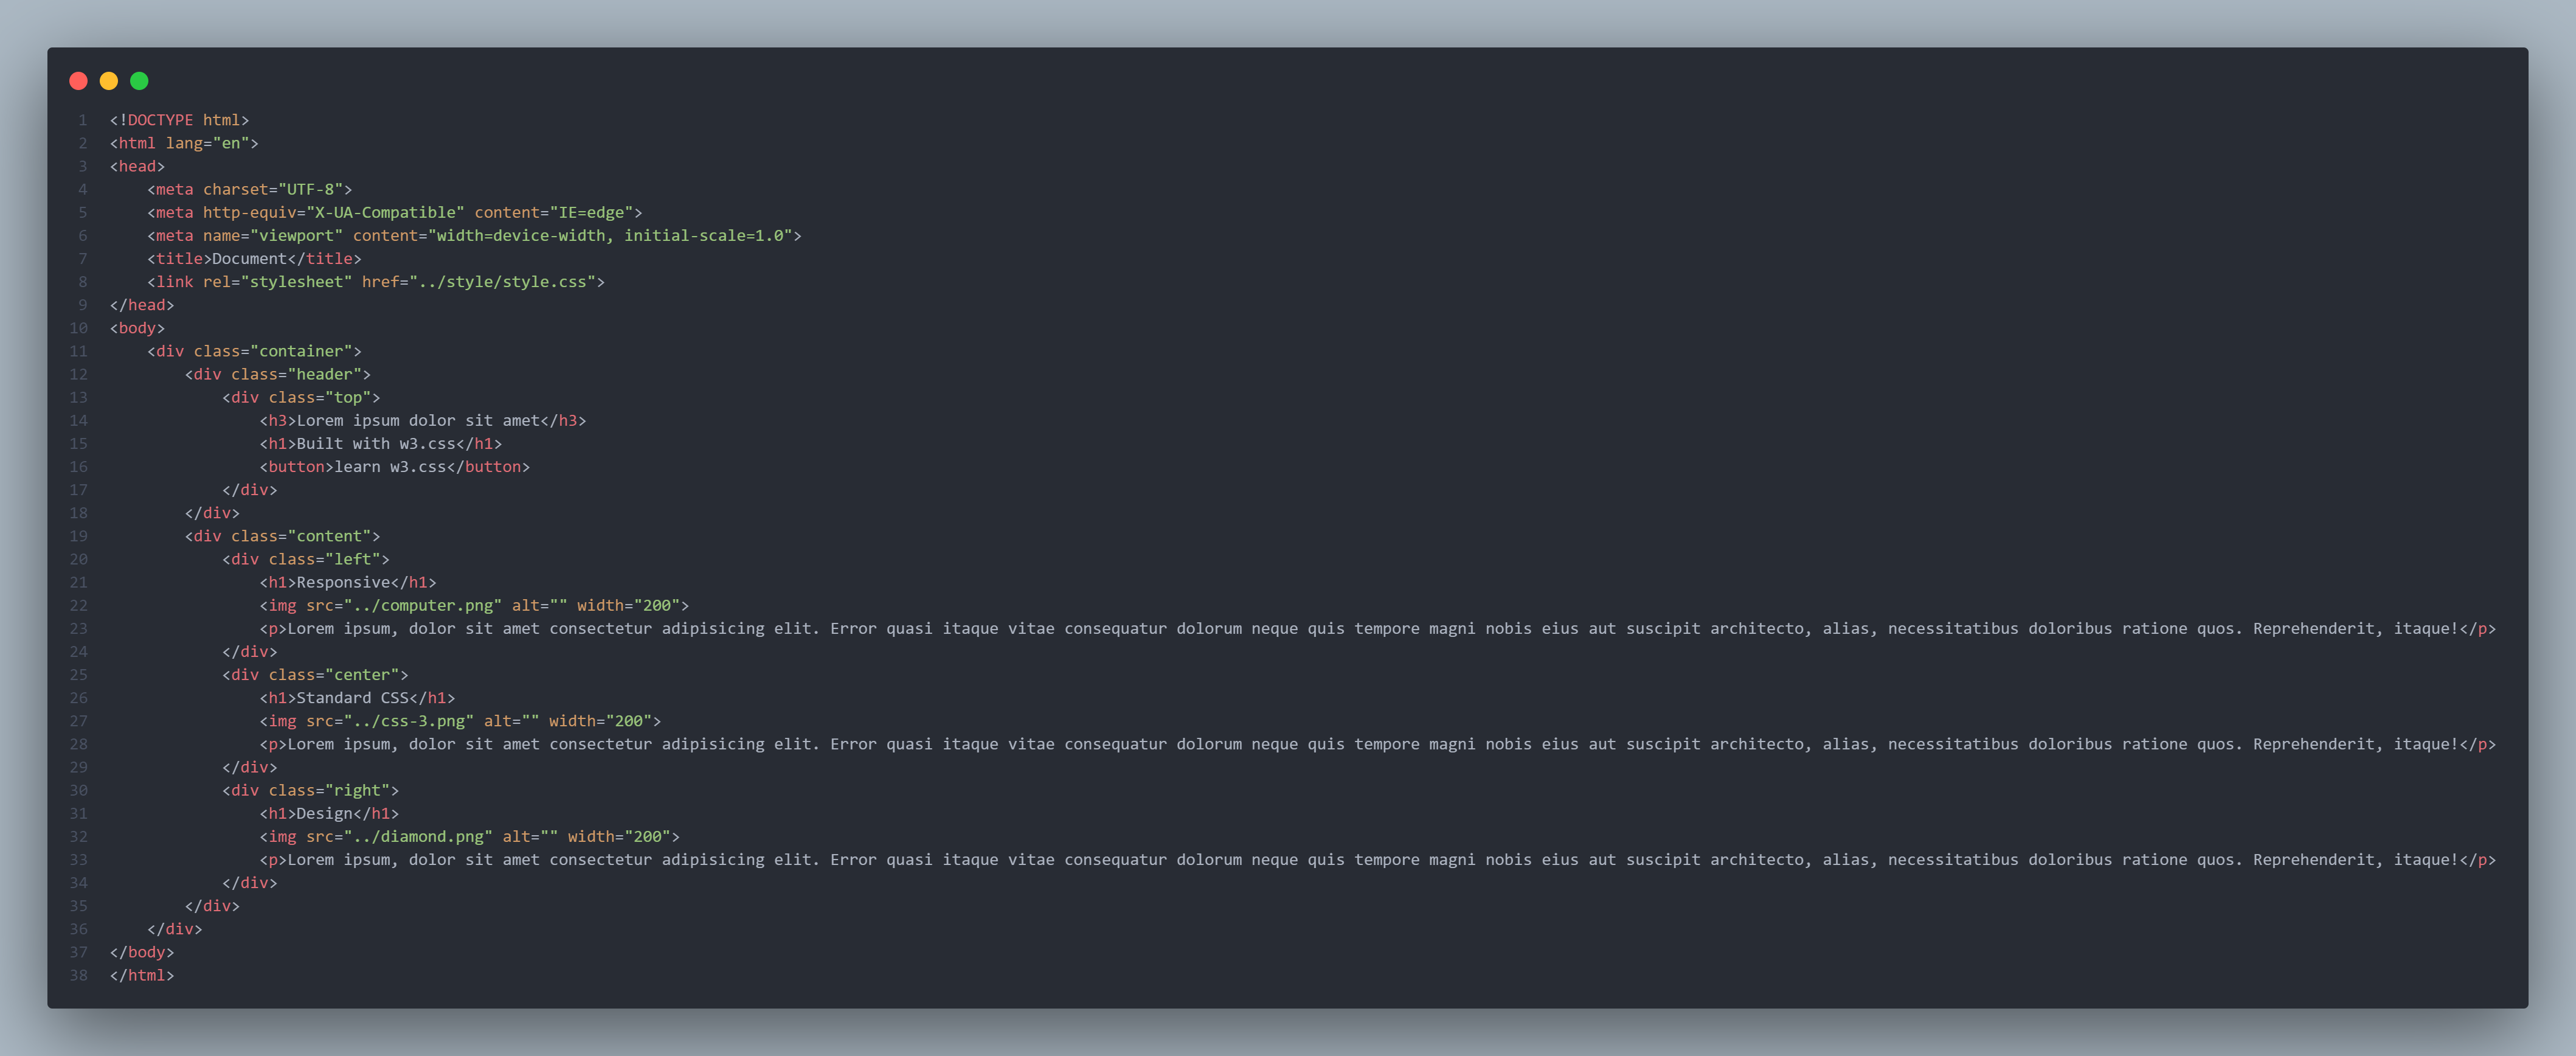 1 <!DOCTYPE html>
2 <html lang="en">
3 <head>
4     <meta charset="UTF-8">
5     <meta http-equiv="X-UA-Compatible" content="IE=edge">
6     <meta name="viewport" content="width=device-width, initial-scale=1.0">
7     <title>Document</title>
8     <link rel="stylesheet" href="../style/style.css">
9 </head>
10 <body>
11     <div class="container">
12         <div class="header">
13             <div class="top">
14                 <h3>Lorem ipsum dolor sit amet</h3>
15                 <h1>Built with w3.css</h1>
16                 <button>learn w3.css</button>
17             </div>
18         </div>
19         <div class="content">
20             <div class="left">
21                 <h1>Responsive</h1>
22                 <img src="../computer.png" alt="" width="200">
23                 <p>Lorem ipsum, dolor sit amet consectetur adipisicing elit. Error quasi itaque vitae consequatur dolorum neque quis tempore magni nobis eius aut suscipit architecto, alias, necessitatibus doloribus ratione quos. Reprehenderit, itaque!</p>
24             </div>
25             <div class="center">
26                 <h1>Standard CSS</h1>
27                 <img src="../css-3.png" alt="" width="200">
28                 <p>Lorem ipsum, dolor sit amet consectetur adipisicing elit. Error quasi itaque vitae consequatur dolorum neque quis tempore magni nobis eius aut suscipit architecto, alias, necessitatibus doloribus ratione quos. Reprehenderit, itaque!</p>
29             </div>
30             <div class="right">
31                 <h1>Design</h1>
32                 <img src="../diamond.png" alt="" width="200">
33                 <p>Lorem ipsum, dolor sit amet consectetur adipisicing elit. Error quasi itaque vitae consequatur dolorum neque quis tempore magni nobis eius aut suscipit architecto, alias, necessitatibus doloribus ratione quos. Reprehenderit, itaque!</p>
34             </div>
35         </div>
36     </div>
37 </body>
38 </html>